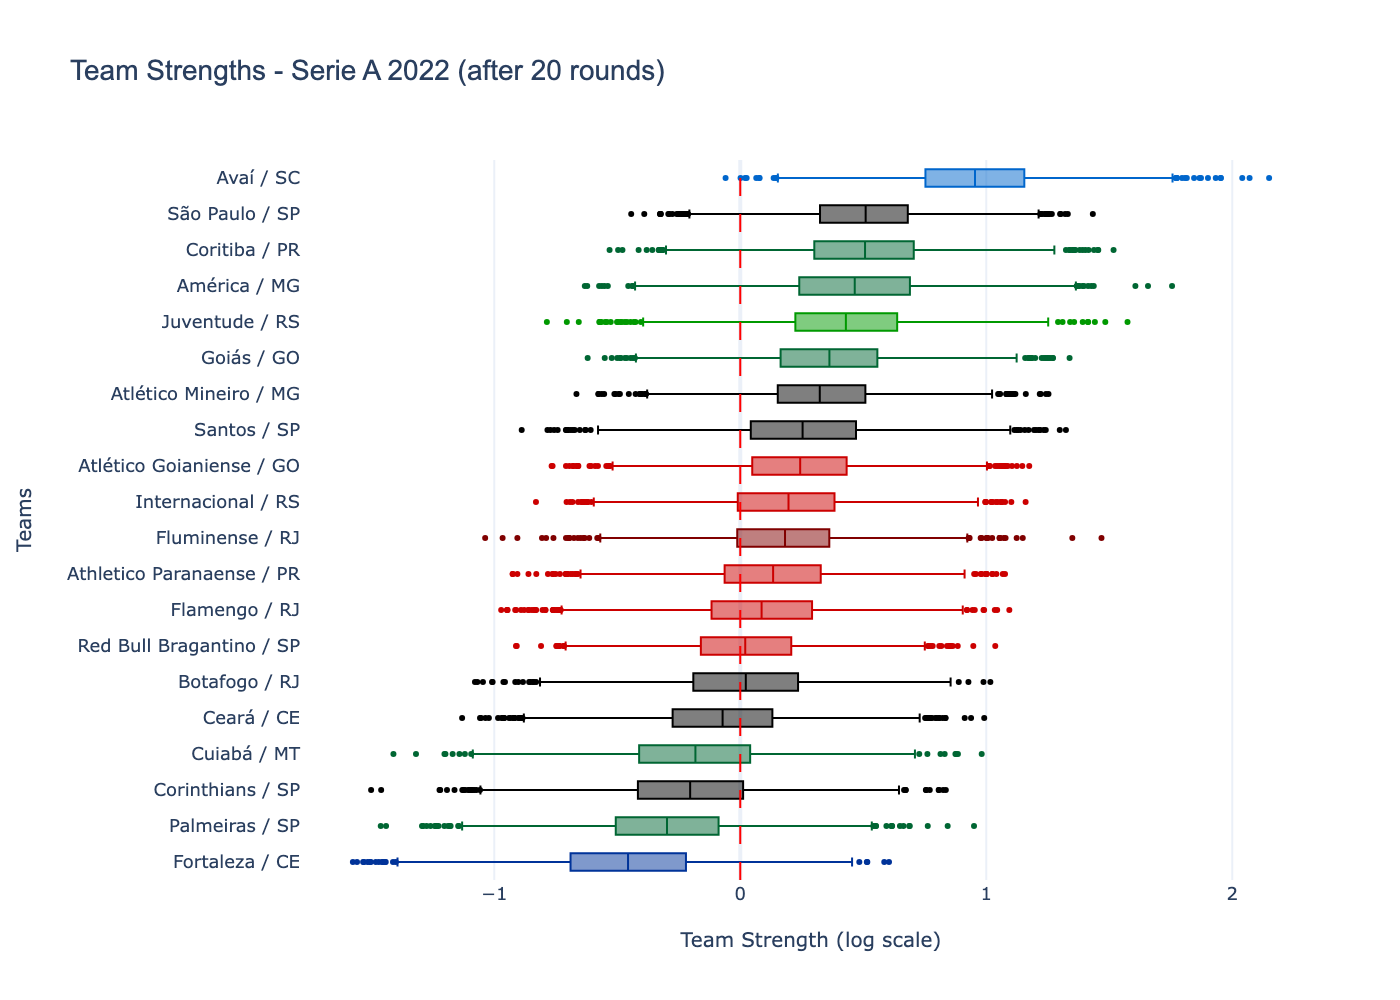 Team Strengths - Serie A 2022 (after 20 rounds)
Teams
Avaí / SC
São Paulo / SP
Coritiba / PR
América / MG
Juventude / RS
Goiás / GO
Atlético Mineiro / MG
Santos / SP
Atlético Goianiense / GO
Internacional / RS
Fluminense / RJ
Athletico Paranaense / PR
Flamengo / RJ
Red Bull Bragantino / SP
Botafogo / RJ
Ceará / CE
Cuiabá / MT
Corinthians / SP
Palmeiras / SP
Fortaleza / CE
−1 0 1 2
Team Strength (log scale)